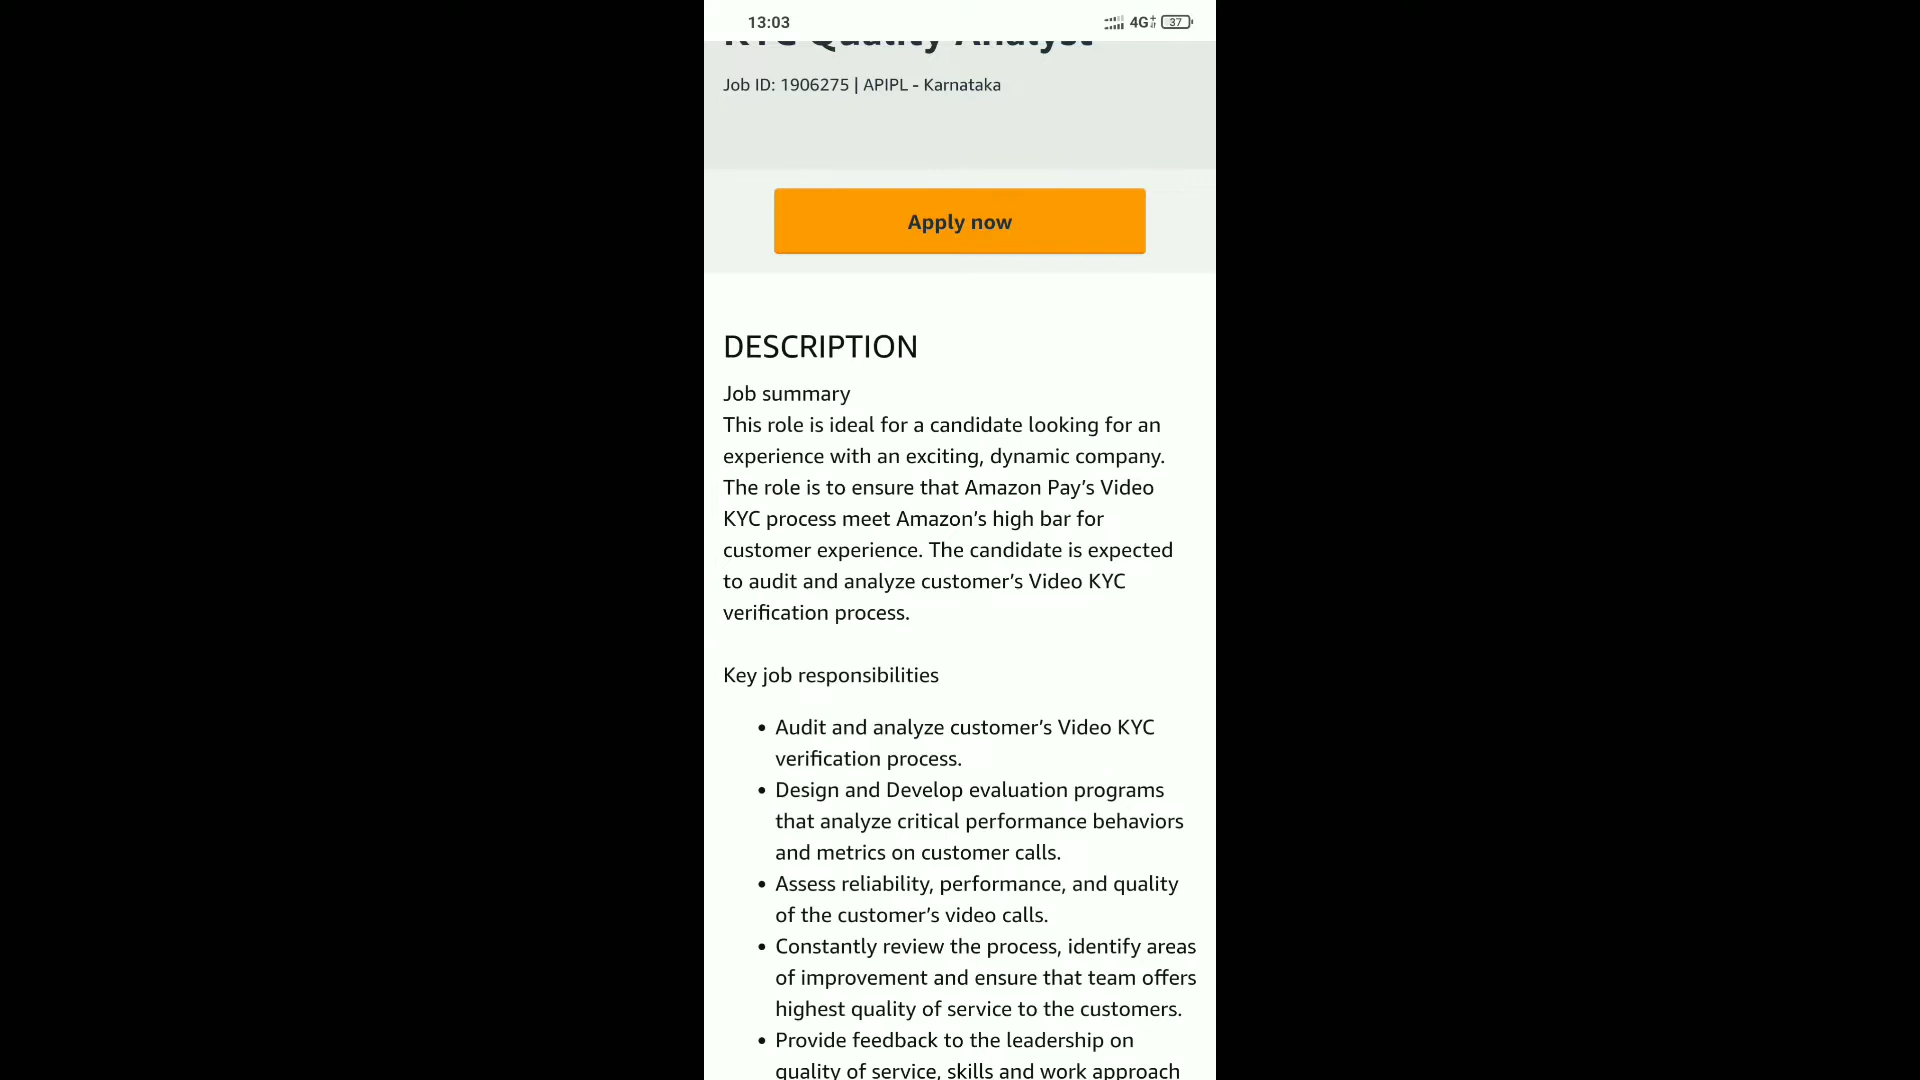 13:03
4G+
37
KYC Quality Analyst
Job ID: 1906275 | APIPL - Karnataka
Apply now
DESCRIPTION
Job summary
This role is ideal for a candidate looking for an
experience with an exciting, dynamic company.
The role is to ensure that Amazon Pay’s Video
KYC process meet Amazon’s high bar for
customer experience. The candidate is expected
to audit and analyze customer’s Video KYC
verification process.
Key job responsibilities
• Audit and analyze customer’s Video KYC
verification process.
• Design and Develop evaluation programs
that analyze critical performance behaviors
and metrics on customer calls.
• Assess reliability, performance, and quality
of the customer’s video calls.
• Constantly review the process, identify areas
of improvement and ensure that team offers
highest quality of service to the customers.
• Provide feedback to the leadership on
quality of service, skills and work approach